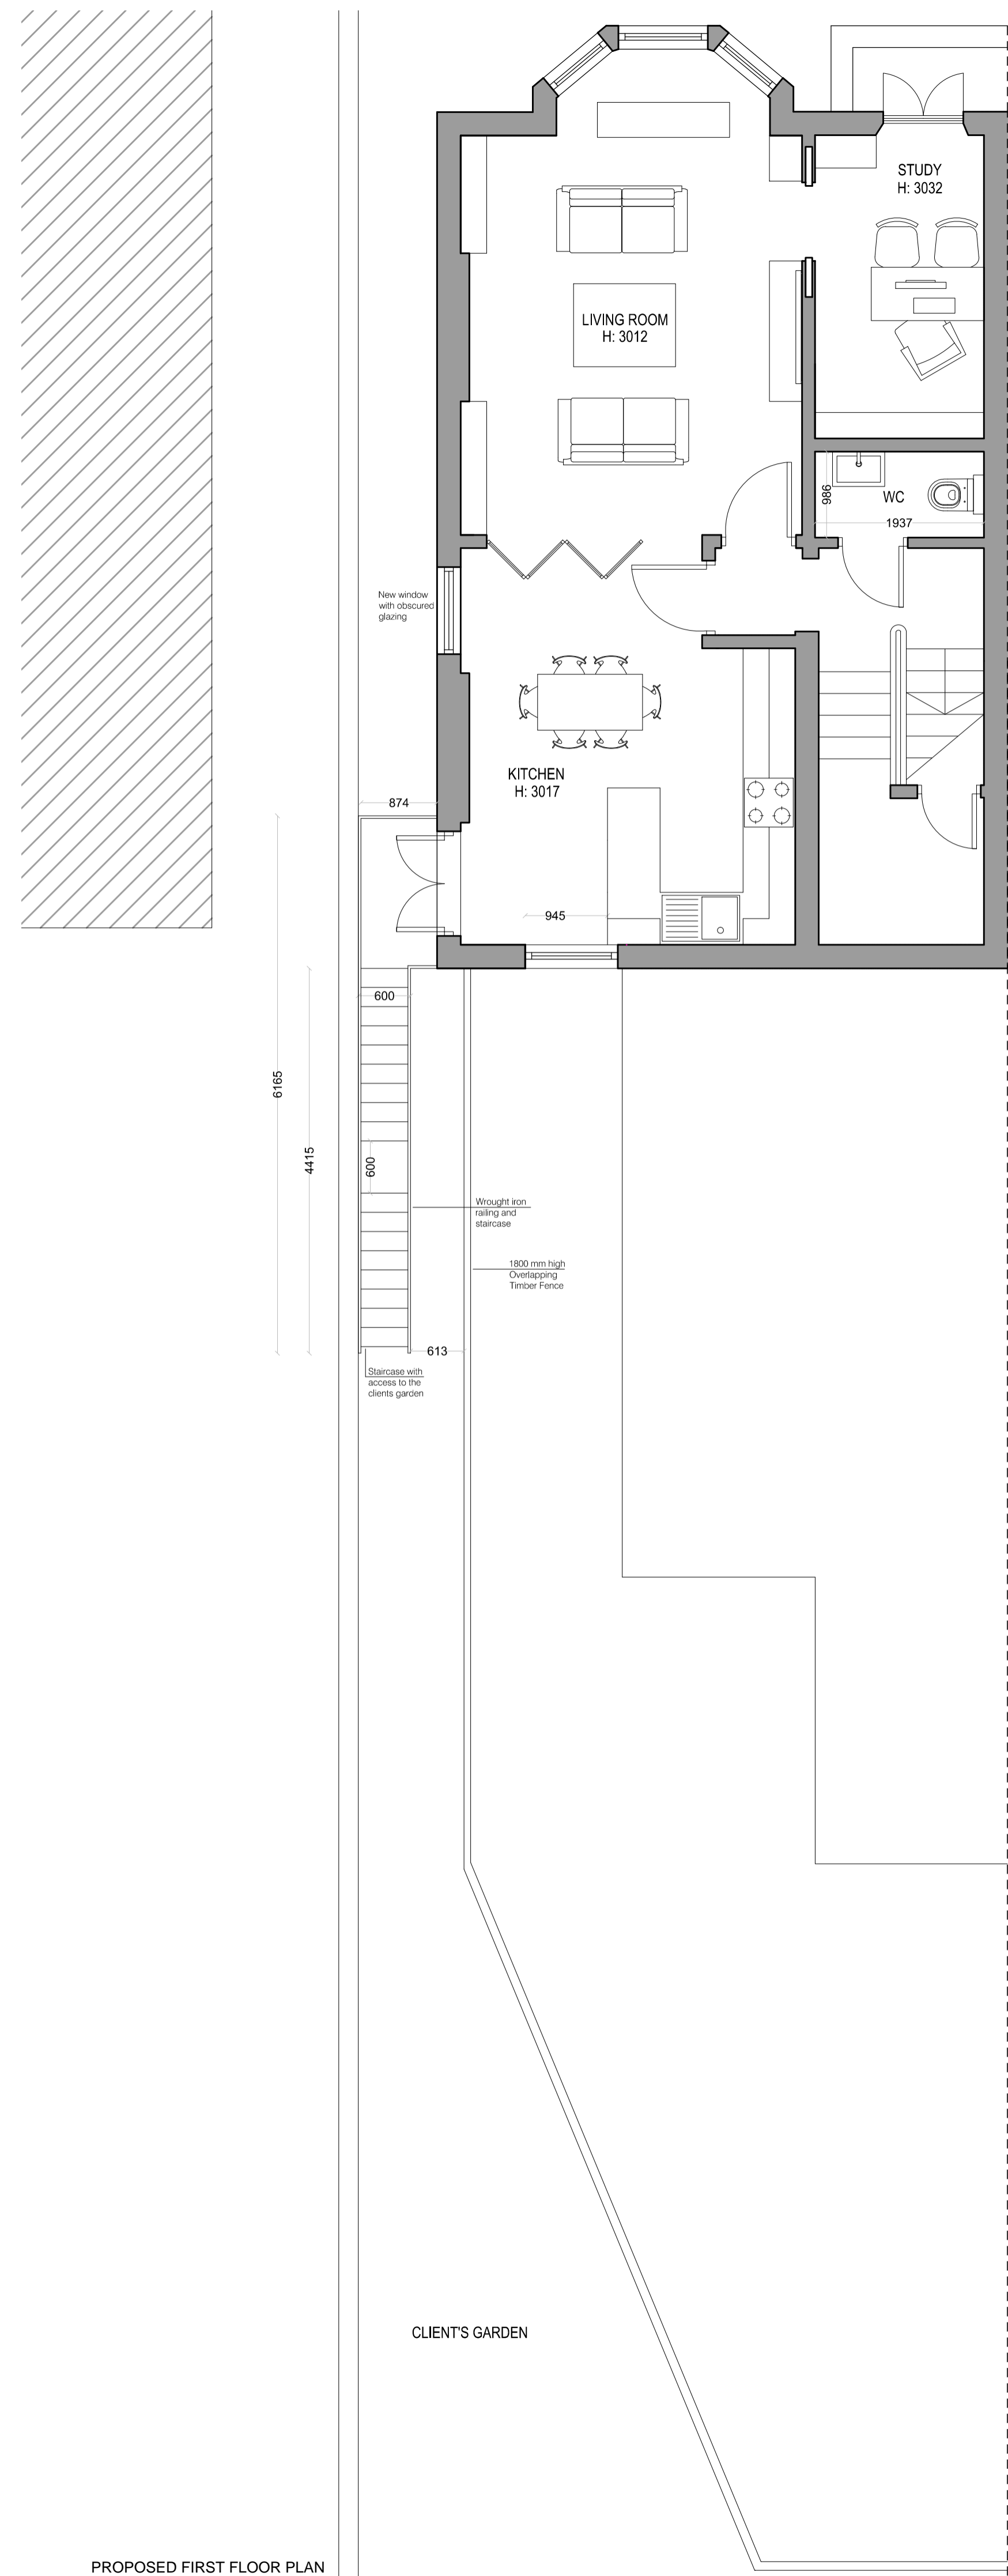 STUDY
H: 3032
LIVING ROOM
H: 3012
986
WC
1937
New window
with obscured
glazing
KITCHEN
H: 3017
874
945
600
6165
4415
600
Wrought iron
railing and
staircase
1800 mm high
Overlapping
Timber Fence
613
Staircase with
access to the
clients garden
CLIENT'S GARDEN
PROPOSED FIRST FLOOR PLAN